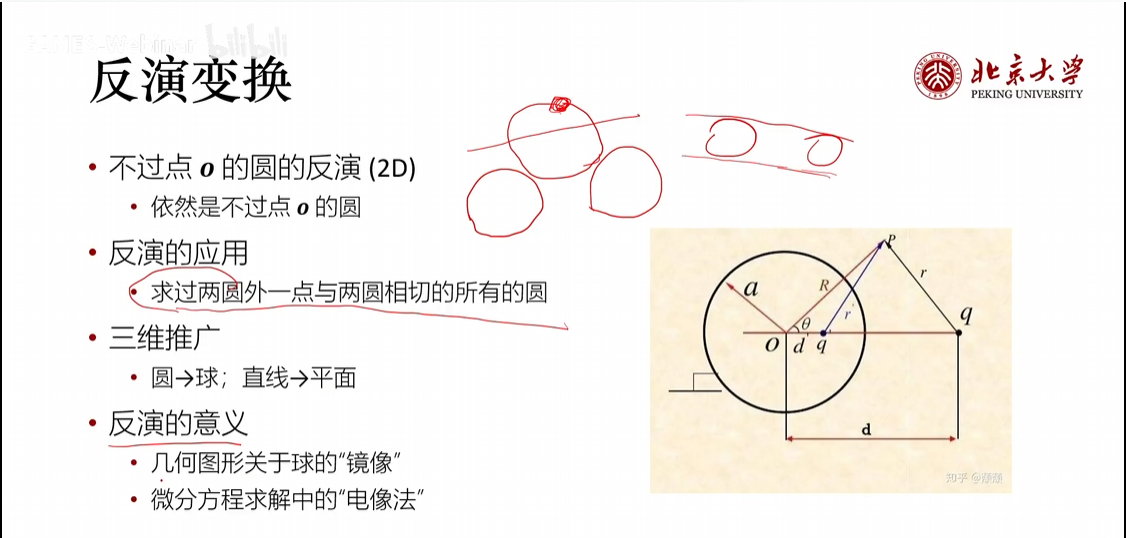 bilibili
反演变换
北京大学
PEKING UNIVERSITY
• 不过点 o 的圆的反演 (2D)
• 依然是不过点 o 的圆
• 反演的应用
• 求过两圆外一点与两圆相切的所有的圆
• 三维推广
• 圆→球；直线→平面
• 反演的意义
• 几何图形关于球的“镜像”
• 微分方程求解中的“电像法”
P
a
R
r
r'
θ
q
O
d'
q'
d
知乎 @灏灏